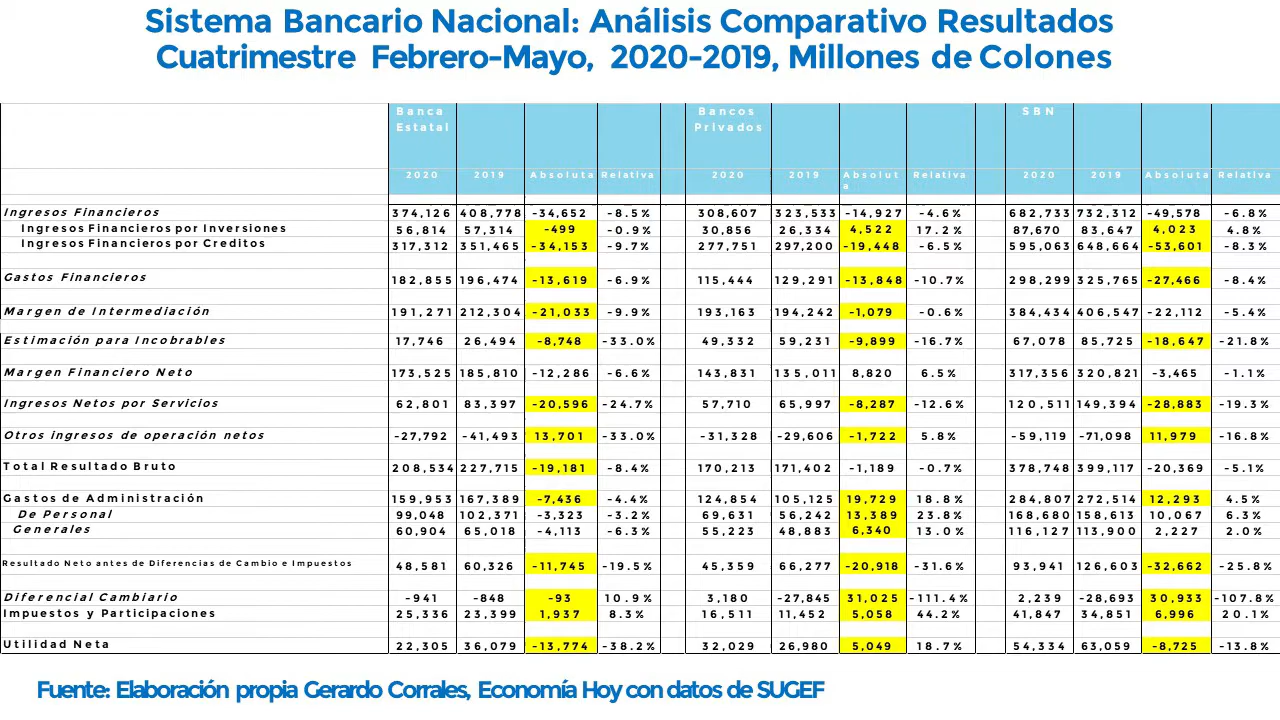 Sistema Bancario Nacional: Análisis Comparativo Resultados
Cuatrimestre Febrero-Mayo, 2020-2019, Millones de Colones
Banca Estatal Bancos Privados SBN
2020 2019 Absoluta Relativa 2020 2019 Absoluta Relativa 2020 2019 Absoluta Relativa
Ingresos Financieros 374,126 408,778 -34,652 -8.5% 308,607 323,533 -14,927 -4.6% 682,733 732,312 -49,578 -6.8%
Ingresos Financieros por Inversiones 56,814 57,314 -499 -0.9% 30,856 26,334 4,522 17.2% 87,670 83,647 4,023 4.8%
Ingresos Financieros por Creditos 317,312 351,465 -34,153 -9.7% 277,751 297,200 -19,448 -6.5% 595,063 648,664 -53,601 -8.3%
Gastos Financieros 182,855 196,474 -13,619 -6.9% 115,444 129,291 -13,848 -10.7% 298,299 325,765 -27,466 -8.4%
Margen de Intermediación 191,271 212,304 -21,033 -9.9% 193,163 194,242 -1,079 -0.6% 384,434 406,547 -22,112 -5.4%
Estimación para Incobrables 17,746 26,494 -8,748 -33.0% 49,332 59,231 -9,899 -16.7% 67,078 85,725 -18,647 -21.8%
Margen Financiero Neto 173,525 185,810 -12,286 -6.6% 143,831 135,011 8,820 6.5% 317,356 320,821 -3,465 -1.1%
Ingresos Netos por Servicios 62,801 83,397 -20,596 -24.7% 57,710 65,997 -8,287 -12.6% 120,511 149,394 -28,883 -19.3%
Otros ingresos de operación netos -27,792 -41,493 13,701 -33.0% -31,328 -29,606 -1,722 5.8% -59,119 -71,098 11,979 -16.8%
Total Resultado Bruto 208,534 227,715 -19,181 -8.4% 170,213 171,402 -1,189 -0.7% 378,748 399,117 -20,369 -5.1%
Gastos de Administración 159,953 167,389 -7,436 -4.4% 124,854 105,125 19,729 18.8% 284,807 272,514 12,293 4.5%
De Personal 99,048 102,371 -3,323 -3.2% 69,631 56,242 13,389 23.8% 168,680 158,613 10,067 6.3%
Generales 60,904 65,018 -4,113 -6.3% 55,223 48,883 6,340 13.0% 116,127 113,900 2,227 2.0%
Resultado Neto antes de Diferencias de Cambio e Impuestos 48,581 60,326 -11,745 -19.5% 45,359 66,277 -20,918 -31.6% 93,941 126,603 -32,662 -25.8%
Diferencial Cambiario -941 -848 -93 10.9% 3,180 -27,845 31,025 -111.4% 2,239 -28,693 30,933 -107.8%
Impuestos y Participaciones 25,336 23,399 1,937 8.3% 16,511 11,452 5,058 44.2% 41,847 34,851 6,996 20.1%
Utilidad Neta 22,305 36,079 -13,774 -38.2% 32,029 26,980 5,049 18.7% 54,334 63,059 -8,725 -13.8%
Fuente: Elaboración propia Gerardo Corrales, Economía Hoy con datos de SUGEF